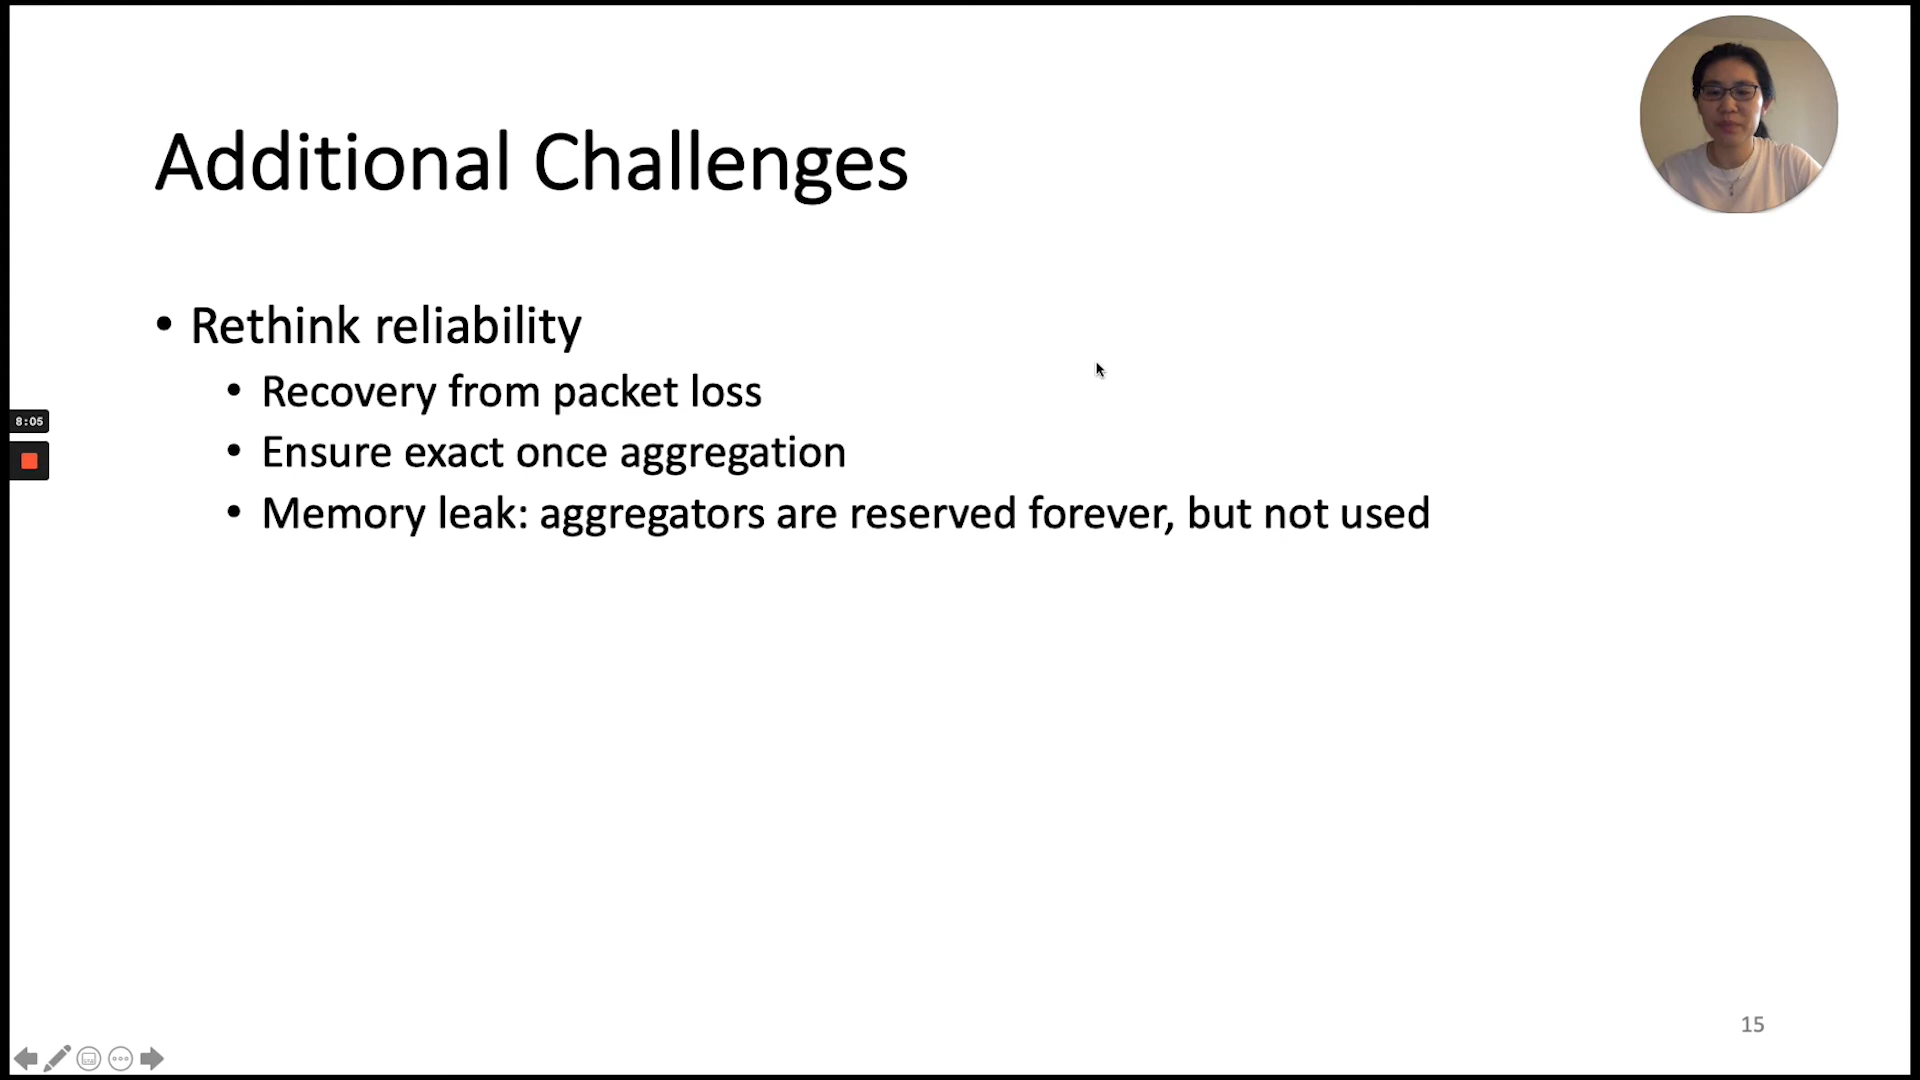 Additional Challenges
• Rethink reliability
• Recovery from packet loss
• Ensure exact once aggregation
• Memory leak: aggregators are reserved forever, but not used
8:05
15